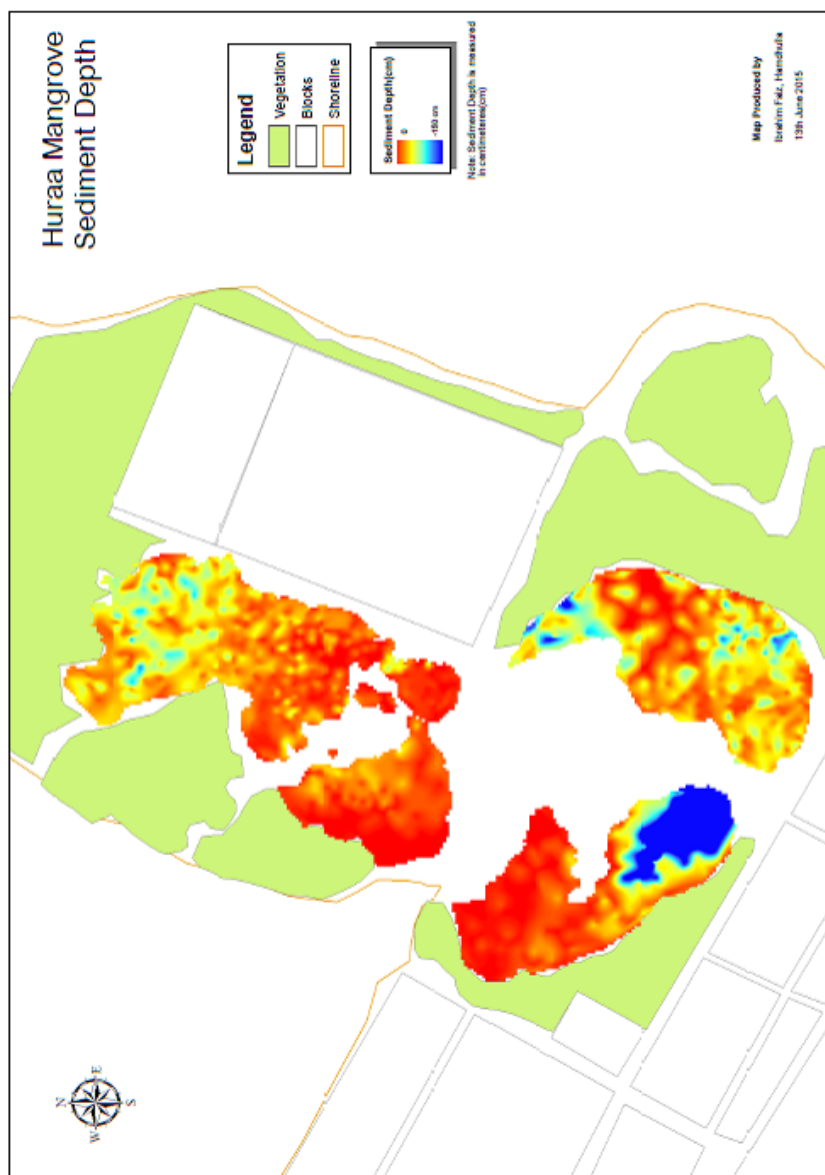 Huraa Mangrove
Sediment Depth
Legend
Vegetation
Blocks
Shoreline
Sediment Depth(cm)
0
-150 cm
Note: Sediment Depth is measured
in centimeteres(cm)
Map Produced by
Ibrahim Faiz, Hamdhulla
13th June 2015
N
E
W
S